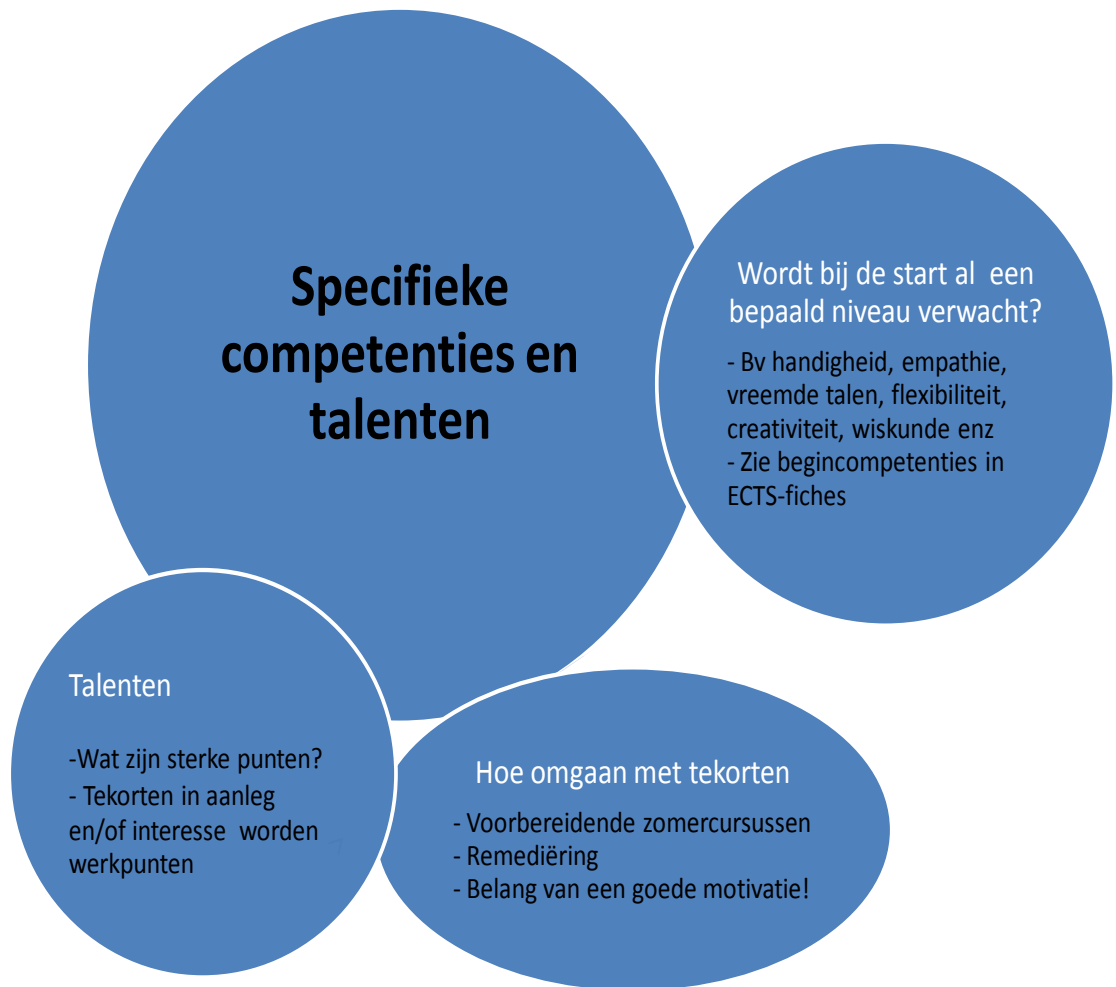 Specifieke
competenties en
talenten
Wordt bij de start al  een
bepaald niveau verwacht?
- Bv handigheid, empathie,
vreemde talen, flexibiliteit,
creativiteit, wiskunde enz
- Zie begincompetenties in
ECTS-fiches
Talenten
-Wat zijn sterke punten?
- Tekorten in aanleg
en/of interesse  worden
werkpunten
Hoe omgaan met tekorten
- Voorbereidende zomercursussen
- Remediëring
- Belang van een goede motivatie!